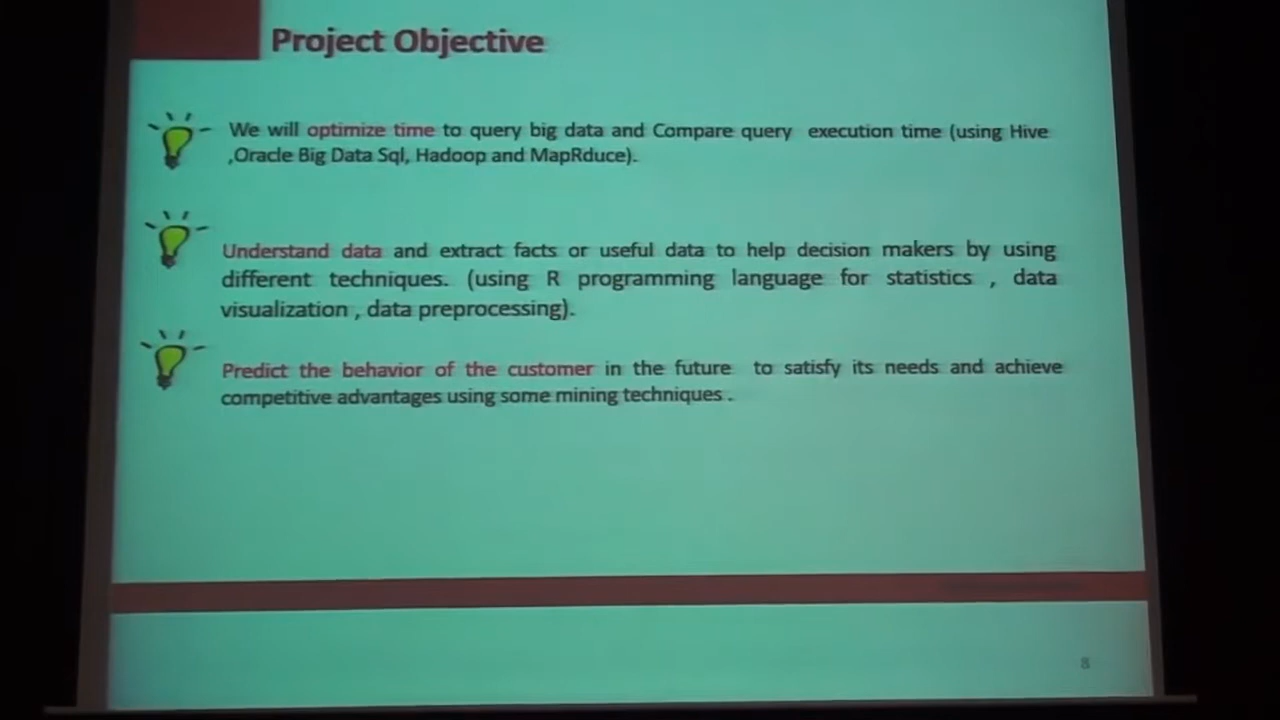 Project Objective
We will optimize time to query big data and Compare query execution time (using Hive
,Oracle Big Data Sql, Hadoop and MapRduce).
Understand data and extract facts or useful data to help decision makers by using
different techniques. (using R programming language for statistics , data
visualization , data preprocessing).
Predict the behavior of the customer in the future to satisfy its needs and achieve
competitive advantages using some mining techniques .
8